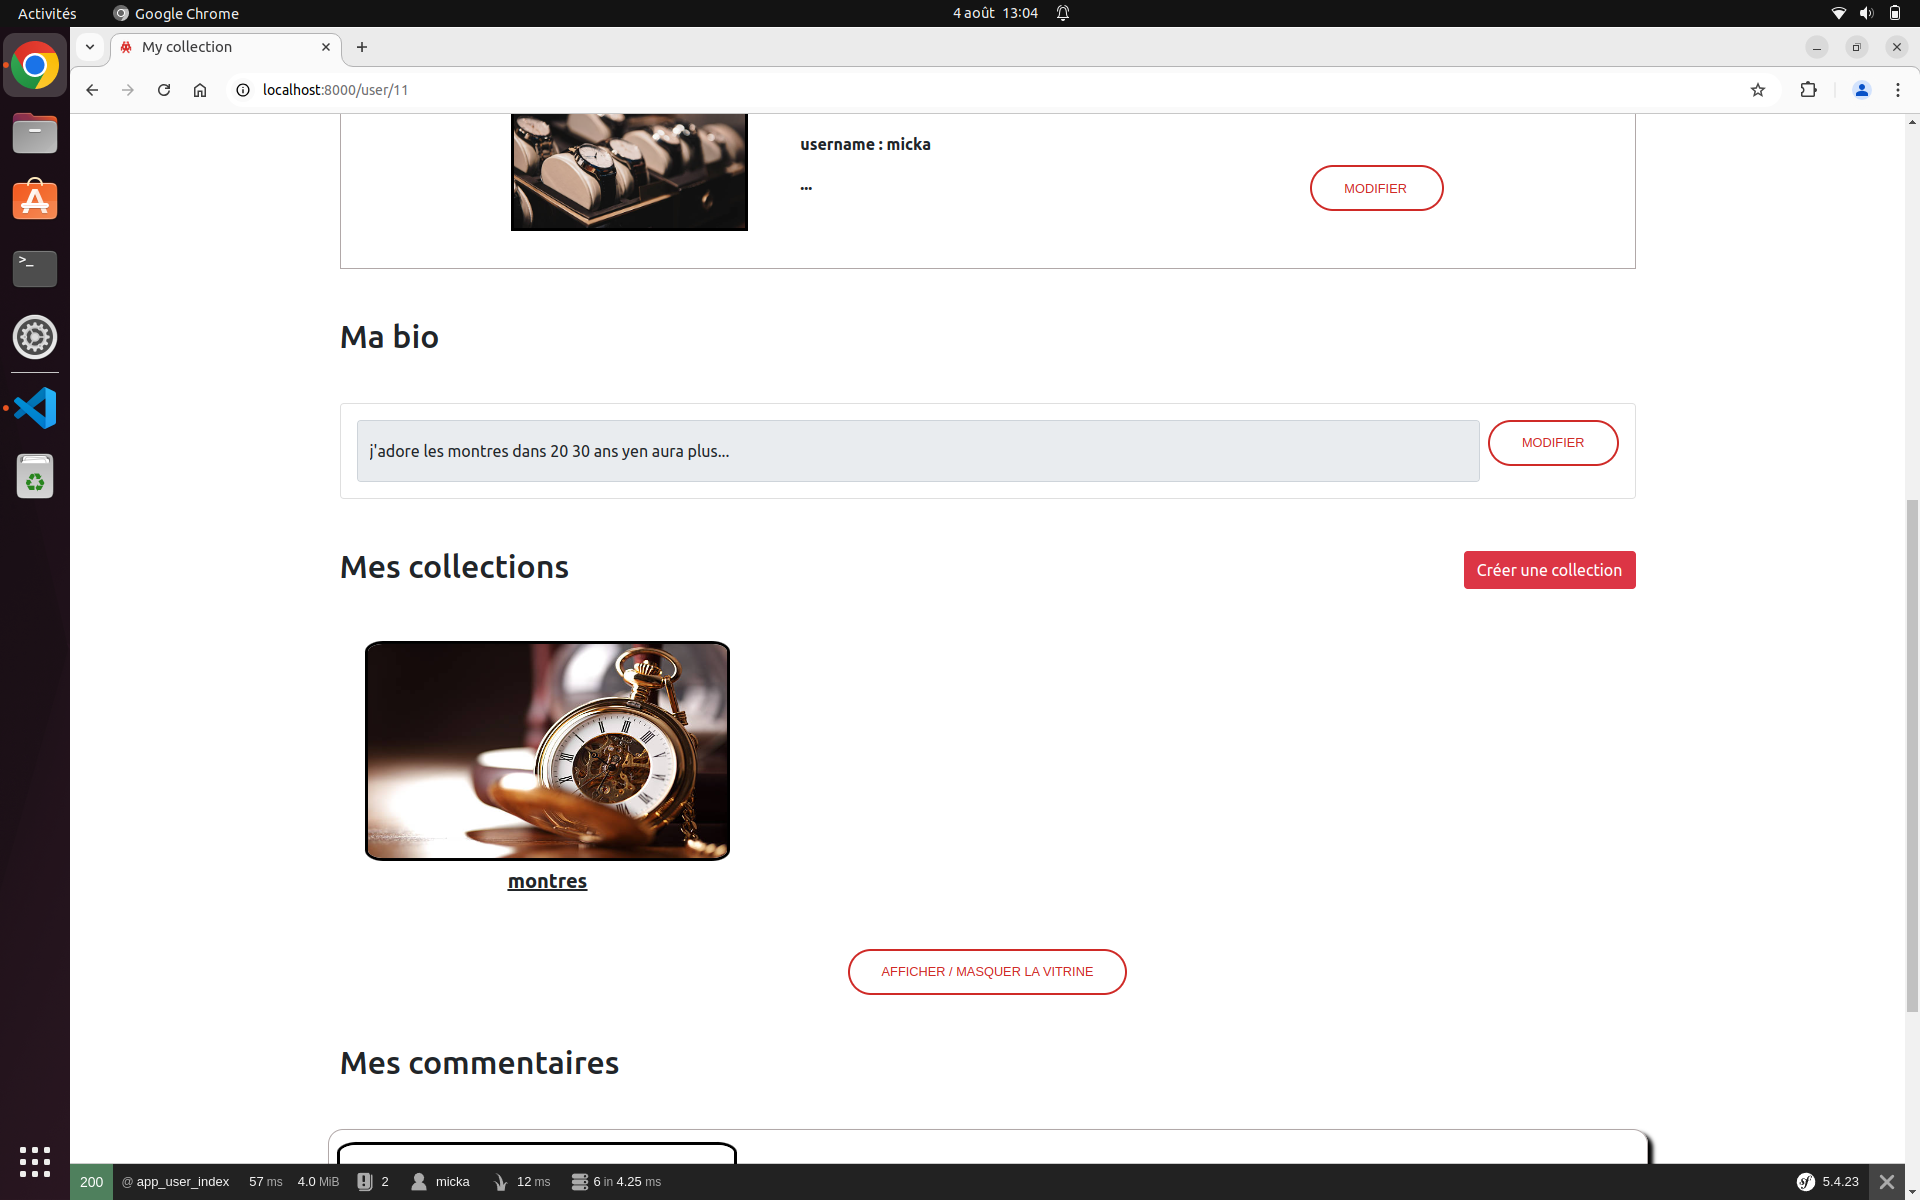 Activités
Google Chrome
4 août 13:04
My collection
localhost:8000/user/11
username : micka
...
MODIFIER
Ma bio
j'adore les montres dans 20 30 ans yen aura plus...
MODIFIER
Mes collections
Créer une collection
montres
AFFICHER / MASQUER LA VITRINE
Mes commentaires
200
@ app_user_index
57 ms
4.0 MiB
2
micka
12 ms
6 in 4.25 ms
sf 5.4.23